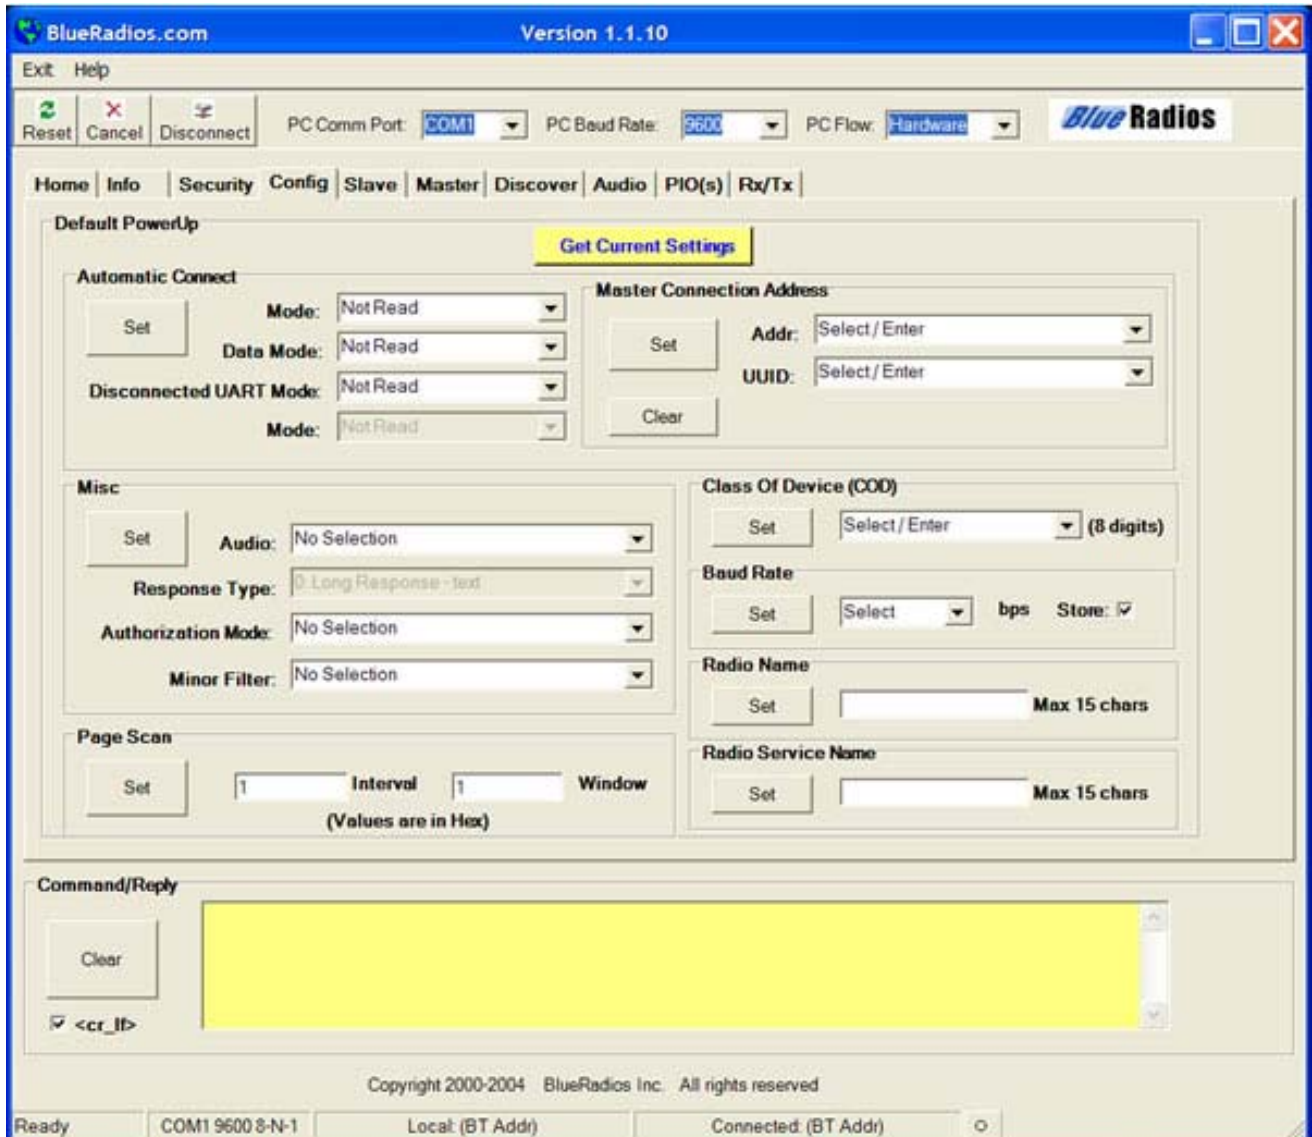 BlueRadios.com Version 1.1.10
Exit Help
Reset Cancel Disconnect PC Comm Port: COM1 PC Baud Rate: 9600 PC Flow: Hardware Blue Radios
Home Info Security Config Slave Master Discover Audio PIO(s) Rx/Tx
Default PowerUp
Get Current Settings
Automatic Connect
Set
Mode: Not Read
Data Mode: Not Read
Disconnected UART Mode: Not Read
Mode: Not Read
Master Connection Address
Set
Addr: Select / Enter
UUID: Select / Enter
Clear
Misc
Set
Audio: No Selection
Response Type: 0: Long Response - text
Authorization Mode: No Selection
Minor Filter: No Selection
Class Of Device (COD)
Set Select / Enter (8 digits)
Baud Rate
Set Select bps Store:
Radio Name
Set Max 15 chars
Page Scan
Set 1 Interval 1 Window
(Values are in Hex)
Radio Service Name
Set Max 15 chars
Command/Reply
Clear
<cr_lf>
Copyright 2000-2004 BlueRadios Inc. All rights reserved
Ready COM1 9600 8-N-1 Local: (BT Addr) Connected: (BT Addr) O